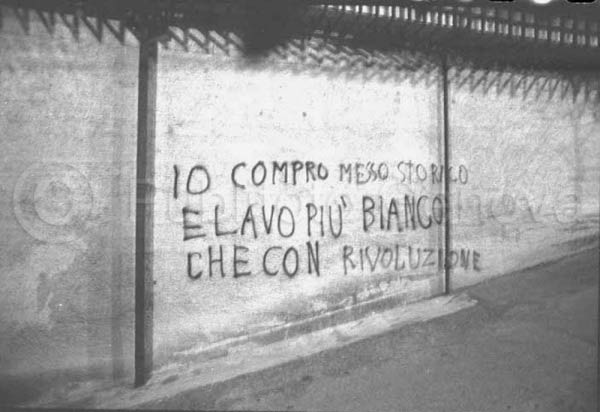 IO COMPRO MESSO STORICO
E LAVO PIU' BIANCO
CHE CON RIVOLUZIONE